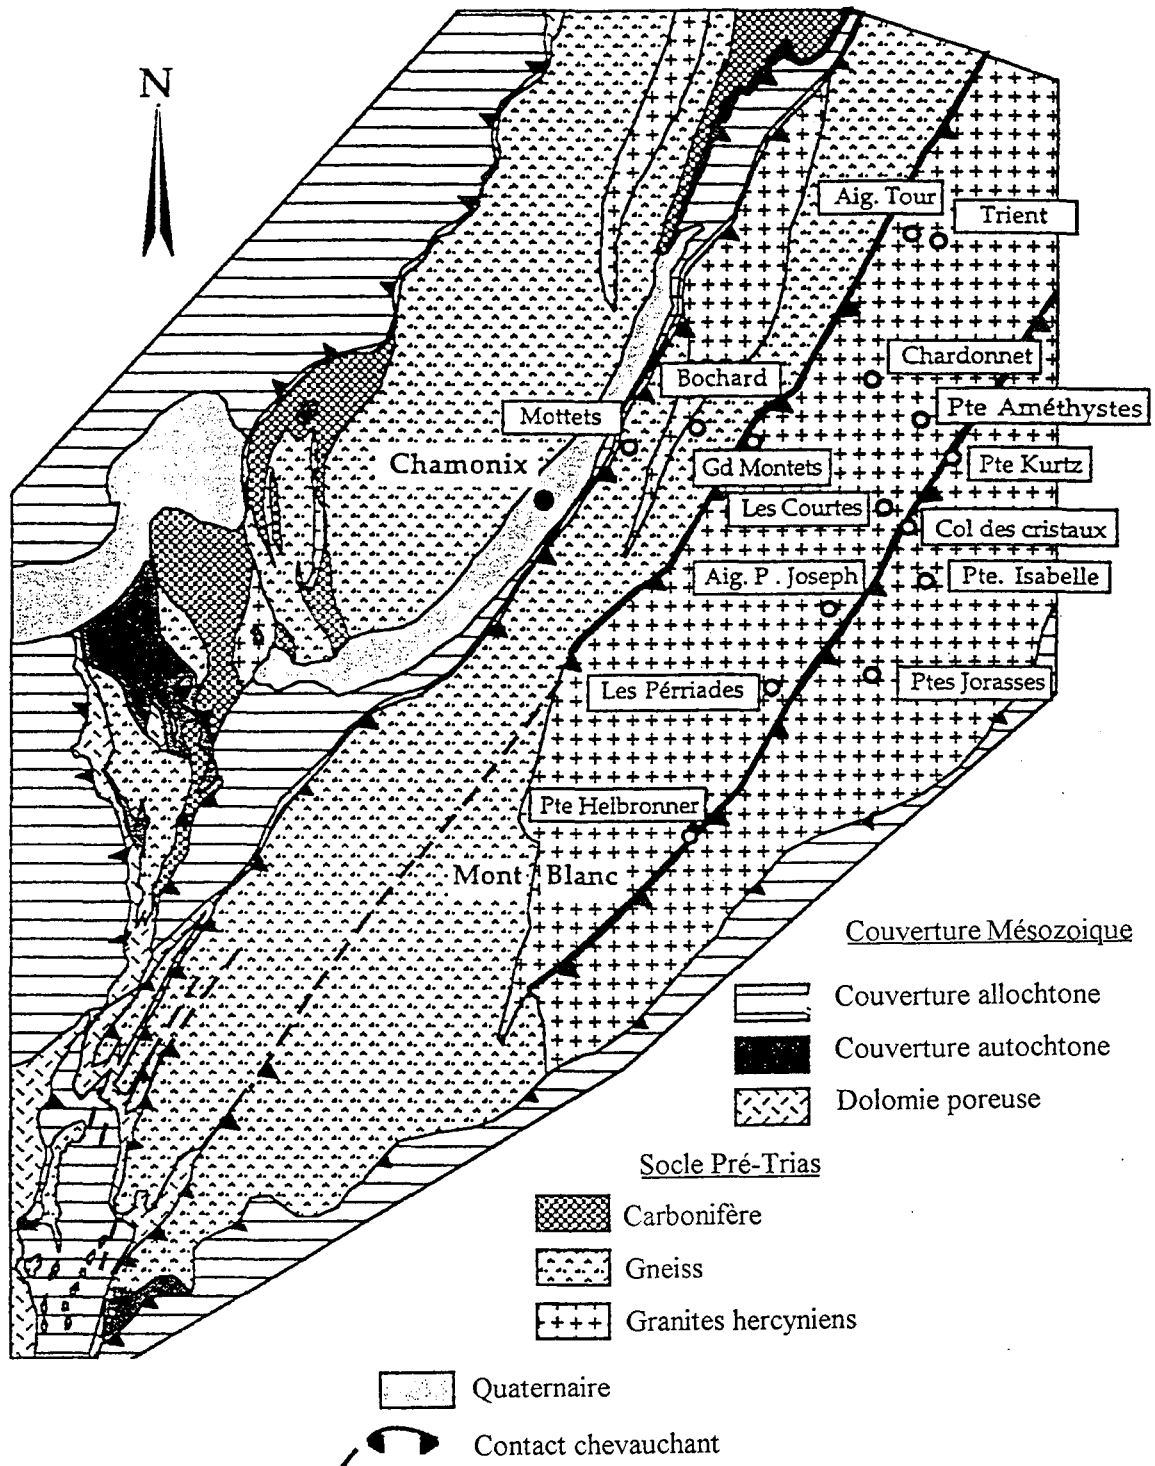 N
Aig. Tour
Trient
Chardonnet
Bochard
Pte Améthystes
Mottets
Chamonix
Gd Montets
Pte Kurtz
Les Courtes
Col des cristaux
Aig. P . Joseph
Pte. Isabelle
Les Pérriades
Ptes Jorasses
Pte Helbronner
Mont Blanc
Couverture Mésozoique
Couverture allochtone
Couverture autochtone
Dolomie poreuse
Socle Pré-Trias
Carbonifère
Gneiss
Granites hercyniens
Quaternaire
Contact chevauchant